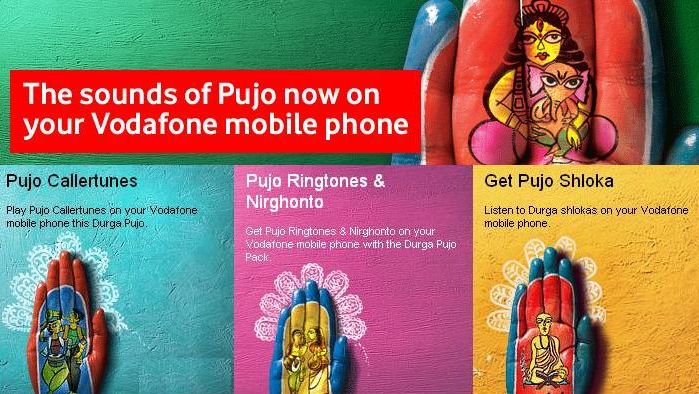 The sounds of Pujo now on
your Vodafone mobile phone
Pujo Callertunes
Play Pujo Callertunes on your Vodafone
mobile phone this Durga Pujo.
Pujo Ringtones &
Nirghonto
Get Pujo Ringtones & Nirghonto on your
Vodafone mobile phone with the Durga Pujo
Pack.
Get Pujo Shloka
Listen to Durga shlokas on your Vodafone
mobile phone.